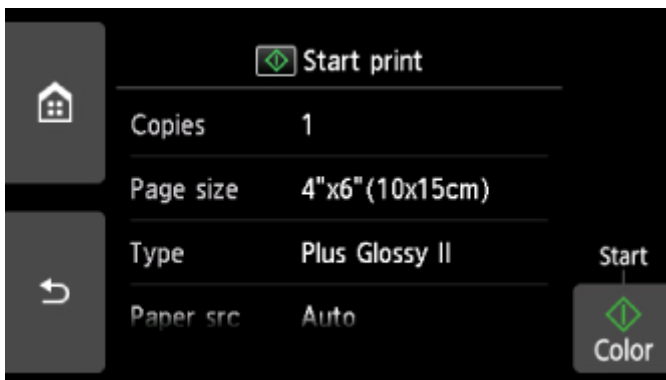 Start print
Copies 1
Page size 4"x6"(10x15cm)
Type Plus Glossy II
Paper src Auto
Start
Color